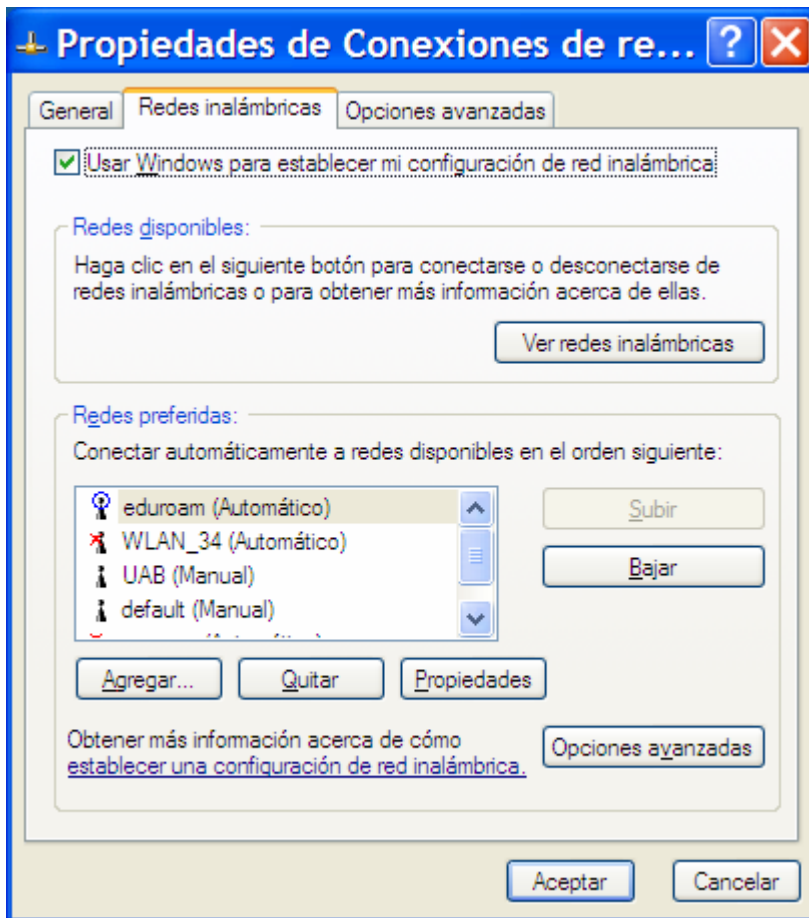 Propiedades de Conexiones de re...
General Redes inalámbricas Opciones avanzadas
Usar Windows para establecer mi configuración de red inalámbrica
Redes disponibles:
Haga clic en el siguiente botón para conectarse o desconectarse de
redes inalámbricas o para obtener más información acerca de ellas.
Ver redes inalámbricas
Redes preferidas:
Conectar automáticamente a redes disponibles en el orden siguiente:
eduroam (Automático)
WLAN_34 (Automático)
UAB (Manual)
default (Manual)
Subir
Bajar
Agregar... Quitar Propiedades
Obtener más información acerca de cómo
establecer una configuración de red inalámbrica.
Opciones avanzadas
Aceptar Cancelar